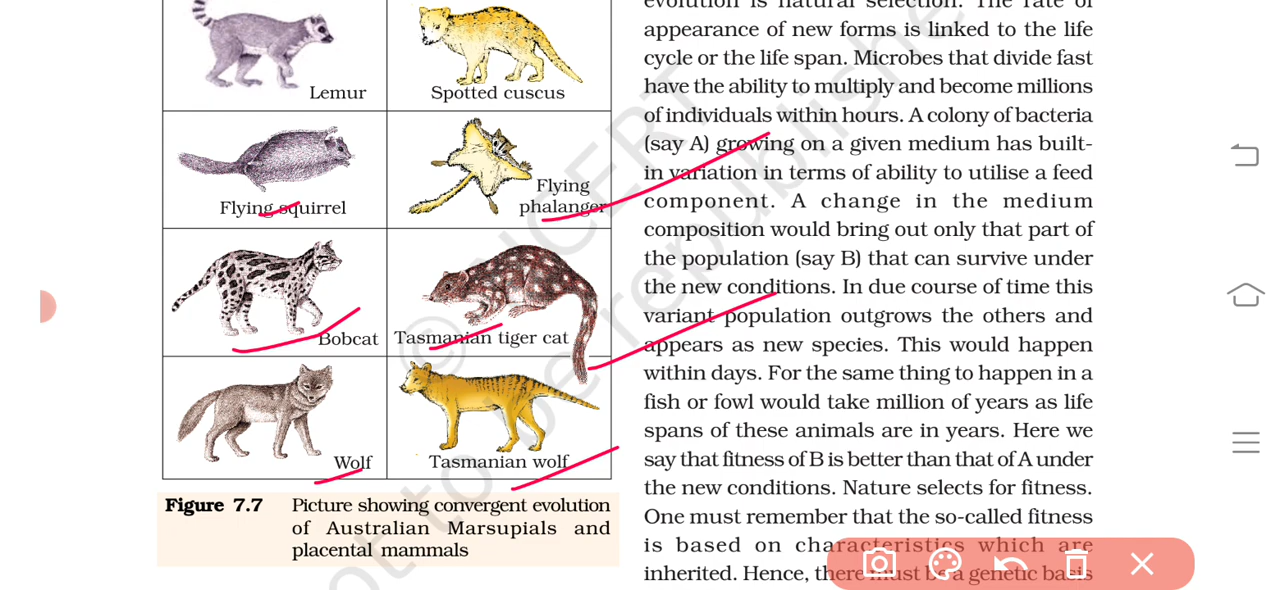 Lemur
Spotted cuscus
Flying squirrel
Flying
phalanger
Bobcat
Tasmanian tiger cat
Wolf
Tasmanian wolf
Figure 7.7 Picture showing convergent evolution
of Australian Marsupials and
placental mammals
evolution is natural selection. The rate of
appearance of new forms is linked to the life
cycle or the life span. Microbes that divide fast
have the ability to multiply and become millions
of individuals within hours. A colony of bacteria
(say A) growing on a given medium has built-
in variation in terms of ability to utilise a feed
component. A change in the medium
composition would bring out only that part of
the population (say B) that can survive under
the new conditions. In due course of time this
variant population outgrows the others and
appears as new species. This would happen
within days. For the same thing to happen in a
fish or fowl would take million of years as life
spans of these animals are in years. Here we
say that fitness of B is better than that of A under
the new conditions. Nature selects for fitness.
One must remember that the so-called fitness
is based on characteristics which are
inherited. Hence, there must be a genetic basis
© NCERT
not to be republishe